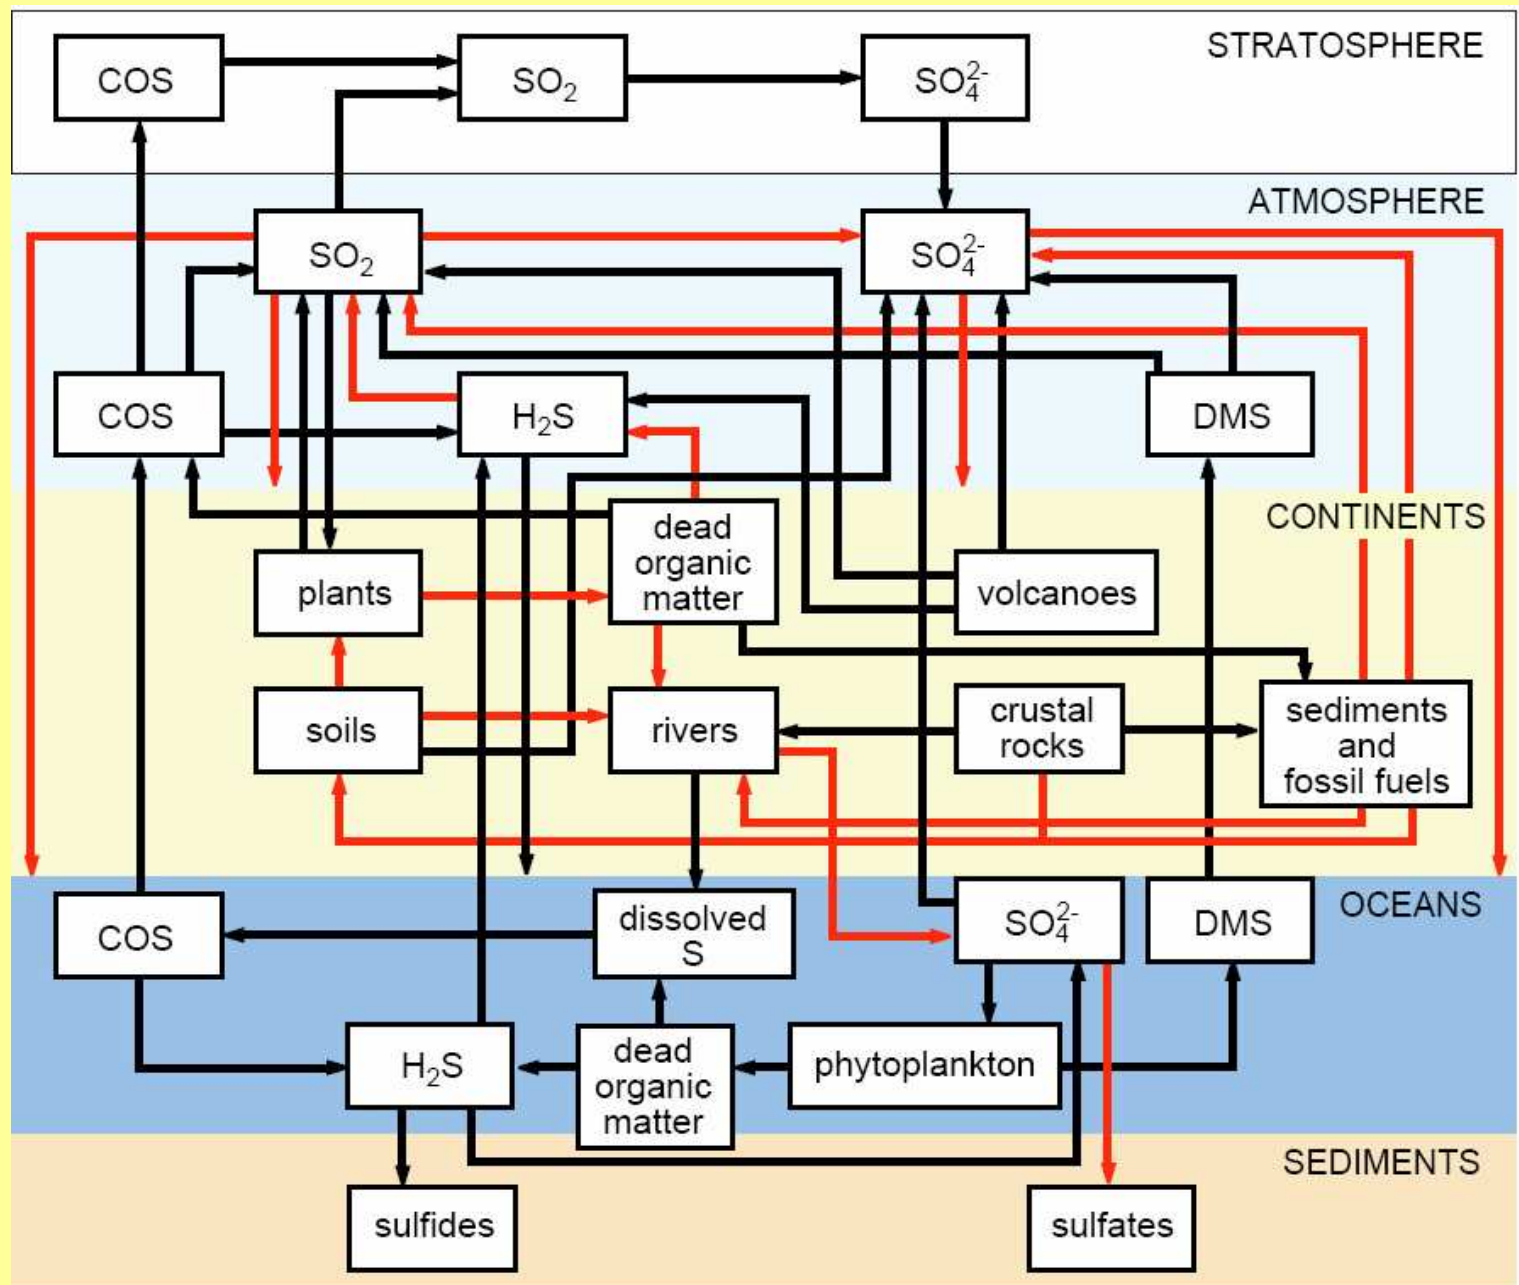 STRATOSPHERE
COS
SO₂
SO₄²⁻
ATMOSPHERE
SO₂
SO₄²⁻
COS
H₂S
DMS
CONTINENTS
dead
organic
matter
plants
volcanoes
soils
rivers
crustal
rocks
sediments
and
fossil fuels
OCEANS
COS
dissolved
S
SO₄²⁻
DMS
H₂S
dead
organic
matter
phytoplankton
SEDIMENTS
sulfides
sulfates